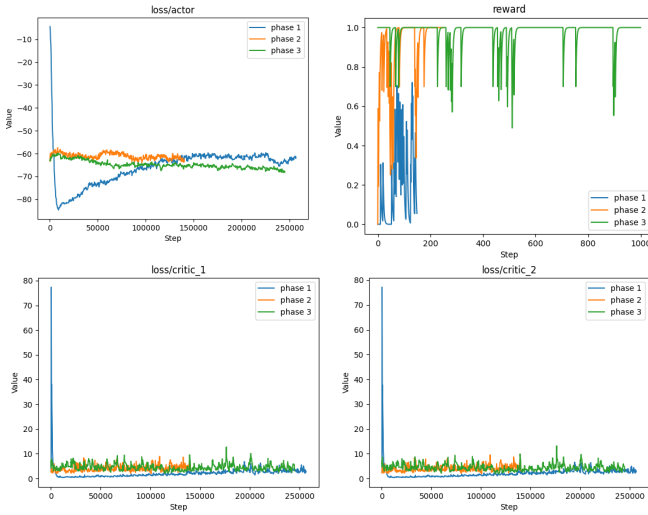 loss/actor
phase 1
phase 2
phase 3
Value
−10
−20
−30
−40
−50
−60
−70
−80
0
50000
100000
150000
200000
250000
Step
reward
Value
1.0
0.8
0.6
0.4
0.2
0.0
phase 1
phase 2
phase 3
0
200
400
600
800
1000
Step
loss/critic_1
phase 1
phase 2
phase 3
Value
80
70
60
50
40
30
20
10
0
0
50000
100000
150000
200000
250000
Step
loss/critic_2
phase 1
phase 2
phase 3
Value
80
70
60
50
40
30
20
10
0
0
50000
100000
150000
200000
250000
Step